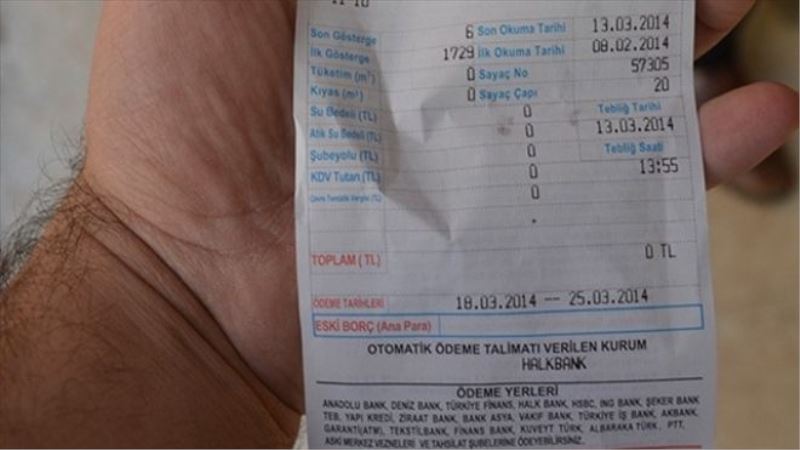 Son Gösterge 6 Son Okuma Tarihi 13.03.2014
İlk Gösterge 1729 İlk Okuma Tarihi 08.02.2014
Tüketim (m³) 0 Sayaç No 57305
Kıyas (m³) 0 Sayaç Çapı 20
Su Bedeli (TL) 0 Tebliğ Tarihi
Atık Su Bedeli (TL) 0 13.03.2014
Şubeyolu (TL) 0 Tebliğ Saati
KDV Tutarı (TL) 0 13:55
Çevre Temizlik Vergisi (TL) 0
TOPLAM ( TL) 0 TL
ÖDEME TARİHLERİ 18.03.2014 -- 25.03.2014
ESKİ BORÇ (Ana Para)
OTOMATİK ÖDEME TALİMATI VERİLEN KURUM
HALKBANK
ÖDEME YERLERİ
ANADOLU BANK, DENİZ BANK, TÜRKİYE FİNANS, HALK BANK, HSBC, ING BANK, ŞEKER BANK
TEB, YAPI KREDİ, ZİRAAT BANK, BANK ASYA, VAKIF BANK, TÜRKİYE İŞ BANK, AKBANK,
GARANTİ(ATM), TEKSTİLBANK, FİNANS BANK, KUVEYT TÜRK, ALBARAKA TÜRK, PTT,
ASKİ MERKEZ VEZNELERİ VE TAHSİLAT ŞUBELERİNE ÖDEYEBİLİRSİNİZ.